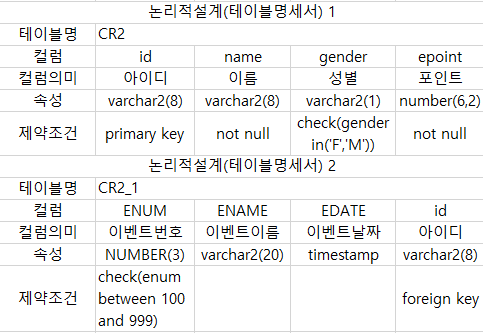 논리적설계(테이블명세서) 1
테이블명 CR2
컬럼 id name gender epoint
컬럼의미 아이디 이름 성별 포인트
속성 varchar2(8) varchar2(8) varchar2(1) number(6,2)
제약조건 primary key not null check(gender in('F','M')) not null
논리적설계(테이블명세서) 2
테이블명 CR2_1
컬럼 ENUM ENAME EDATE id
컬럼의미 이벤트번호 이벤트이름 이벤트날짜 아이디
속성 NUMBER(3) varchar2(20) timestamp varchar2(8)
제약조건 check(enum between 100 and 999) foreign key